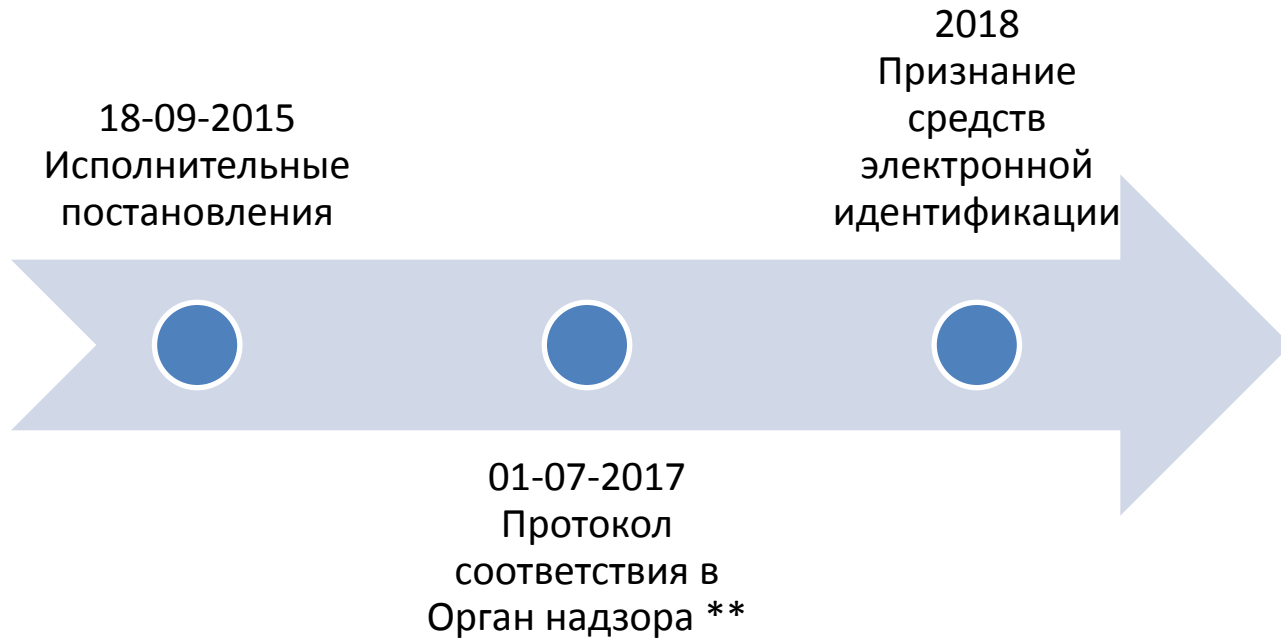 18-09-2015
Исполнительные
постановления
01-07-2017
Протокол
соответствия в
Орган надзора **
2018
Признание
средств
электронной
идентификации